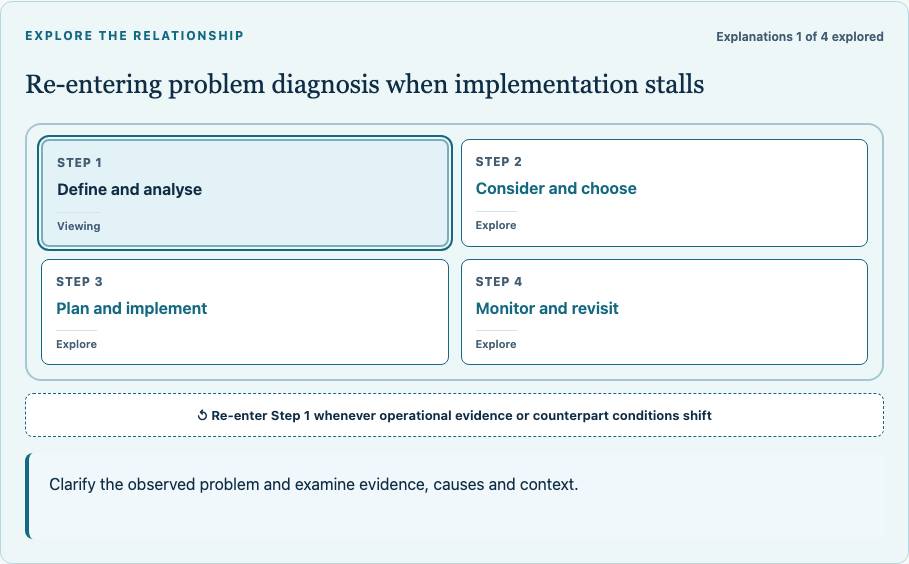 EXPLORE THE RELATIONSHIP
Explanations 1 of 4 explored
Re-entering problem diagnosis when implementation stalls
STEP 1
Define and analyse
Viewing
STEP 2
Consider and choose
Explore
STEP 3
Plan and implement
Explore
STEP 4
Monitor and revisit
Explore
↺ Re-enter Step 1 whenever operational evidence or counterpart conditions shift
Clarify the observed problem and examine evidence, causes and context.